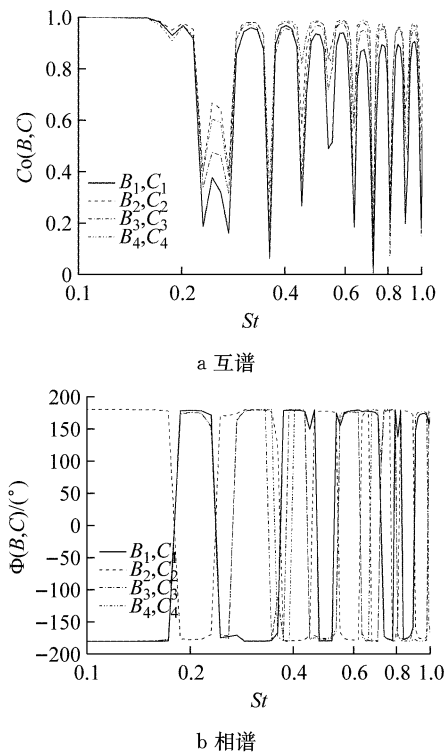 1.0
0.8
0.6
0.4
0.2
0
Co(B,C)
B₁,C₁
B₂,C₂
B₃,C₃
B₄,C₄
0.1 0.2 0.4 0.6 0.8 1.0
St
a 互谱
200
150
100
50
0
−50
−100
−150
−200
Φ(B,C)/(°)
B₁,C₁
B₂,C₂
B₃,C₃
B₄,C₄
0.1 0.2 0.4 0.6 0.8 1.0
St
b 相谱